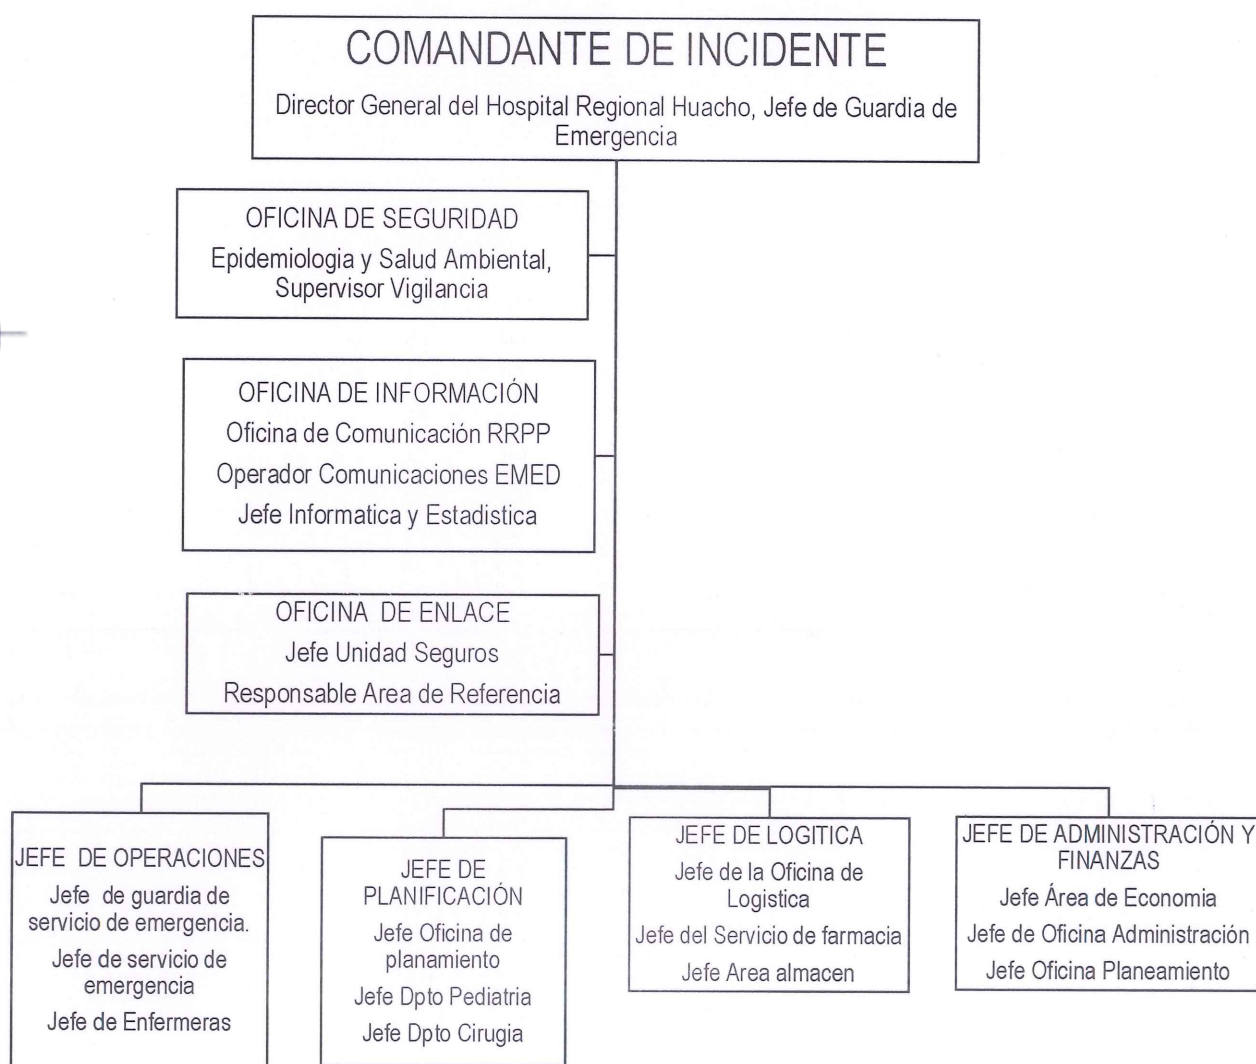 COMANDANTE DE INCIDENTE
Director General del Hospital Regional Huacho, Jefe de Guardia de
Emergencia
OFICINA DE SEGURIDAD
Epidemiologia y Salud Ambiental,
Supervisor Vigilancia
OFICINA DE INFORMACIÓN
Oficina de Comunicación RRPP
Operador Comunicaciones EMED
Jefe Informatica y Estadistica
OFICINA DE ENLACE
Jefe Unidad Seguros
Responsable Area de Referencia
JEFE DE OPERACIONES
Jefe de guardia de
servicio de emergencia.
Jefe de servicio de
emergencia
Jefe de Enfermeras
JEFE DE
PLANIFICACIÓN
Jefe Oficina de
planamiento
Jefe Dpto Pediatria
Jefe Dpto Cirugia
JEFE DE LOGITICA
Jefe de la Oficina de
Logistica
Jefe del Servicio de farmacia
Jefe Area almacen
JEFE DE ADMINISTRACIÓN Y
FINANZAS
Jefe Área de Economia
Jefe de Oficina Administración
Jefe Oficina Planeamiento